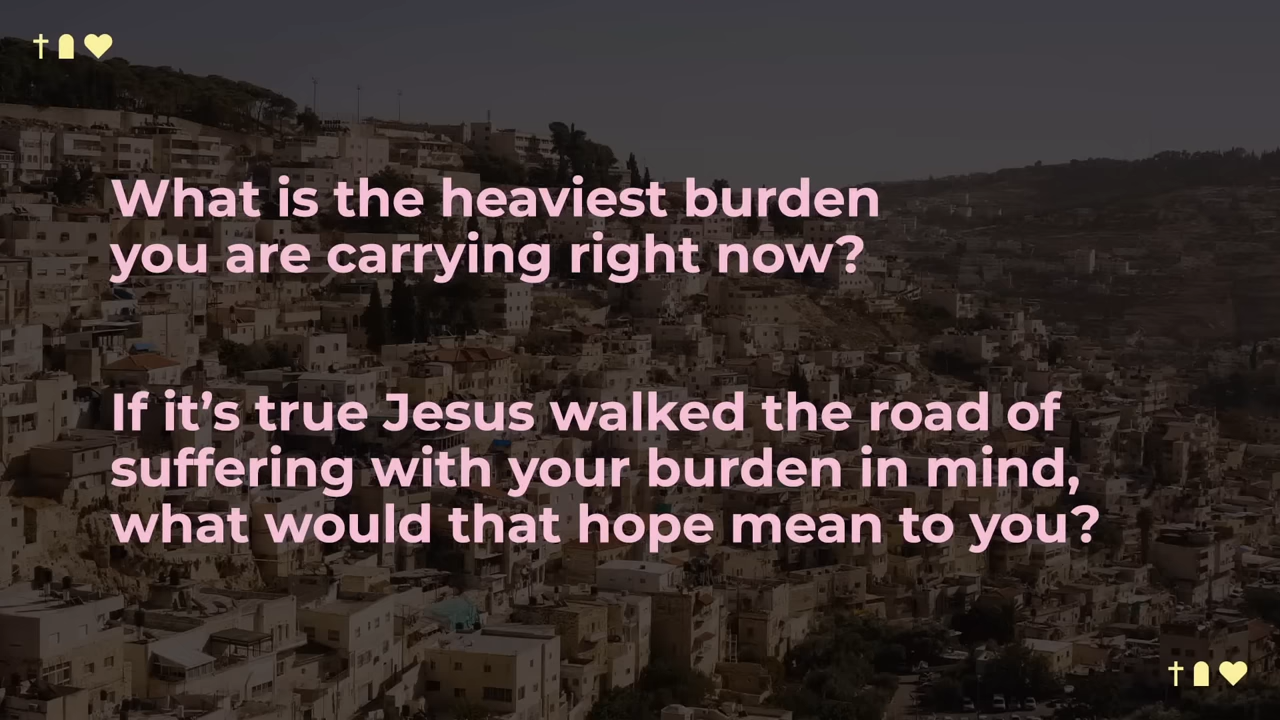 What is the heaviest burden
you are carrying right now?
If it’s true Jesus walked the road of
suffering with your burden in mind,
what would that hope mean to you?